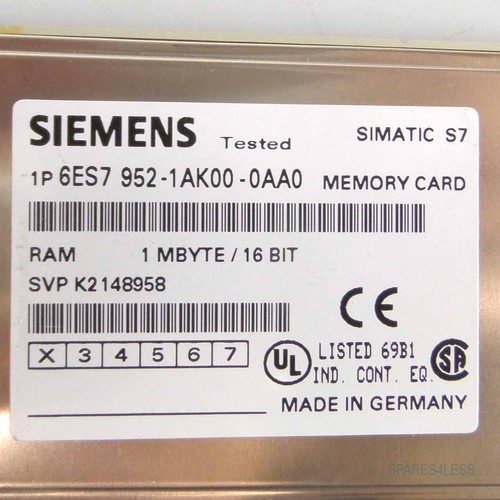 SIEMENS Tested SIMATIC S7
1P 6ES7 952-1AK00-0AA0 MEMORY CARD
RAM 1 MBYTE / 16 BIT
SVP K2148958
X 3 4 5 6 7
UL LISTED 69B1 SA
IND. CONT. EQ.
MADE IN GERMANY
SPARES4LESS